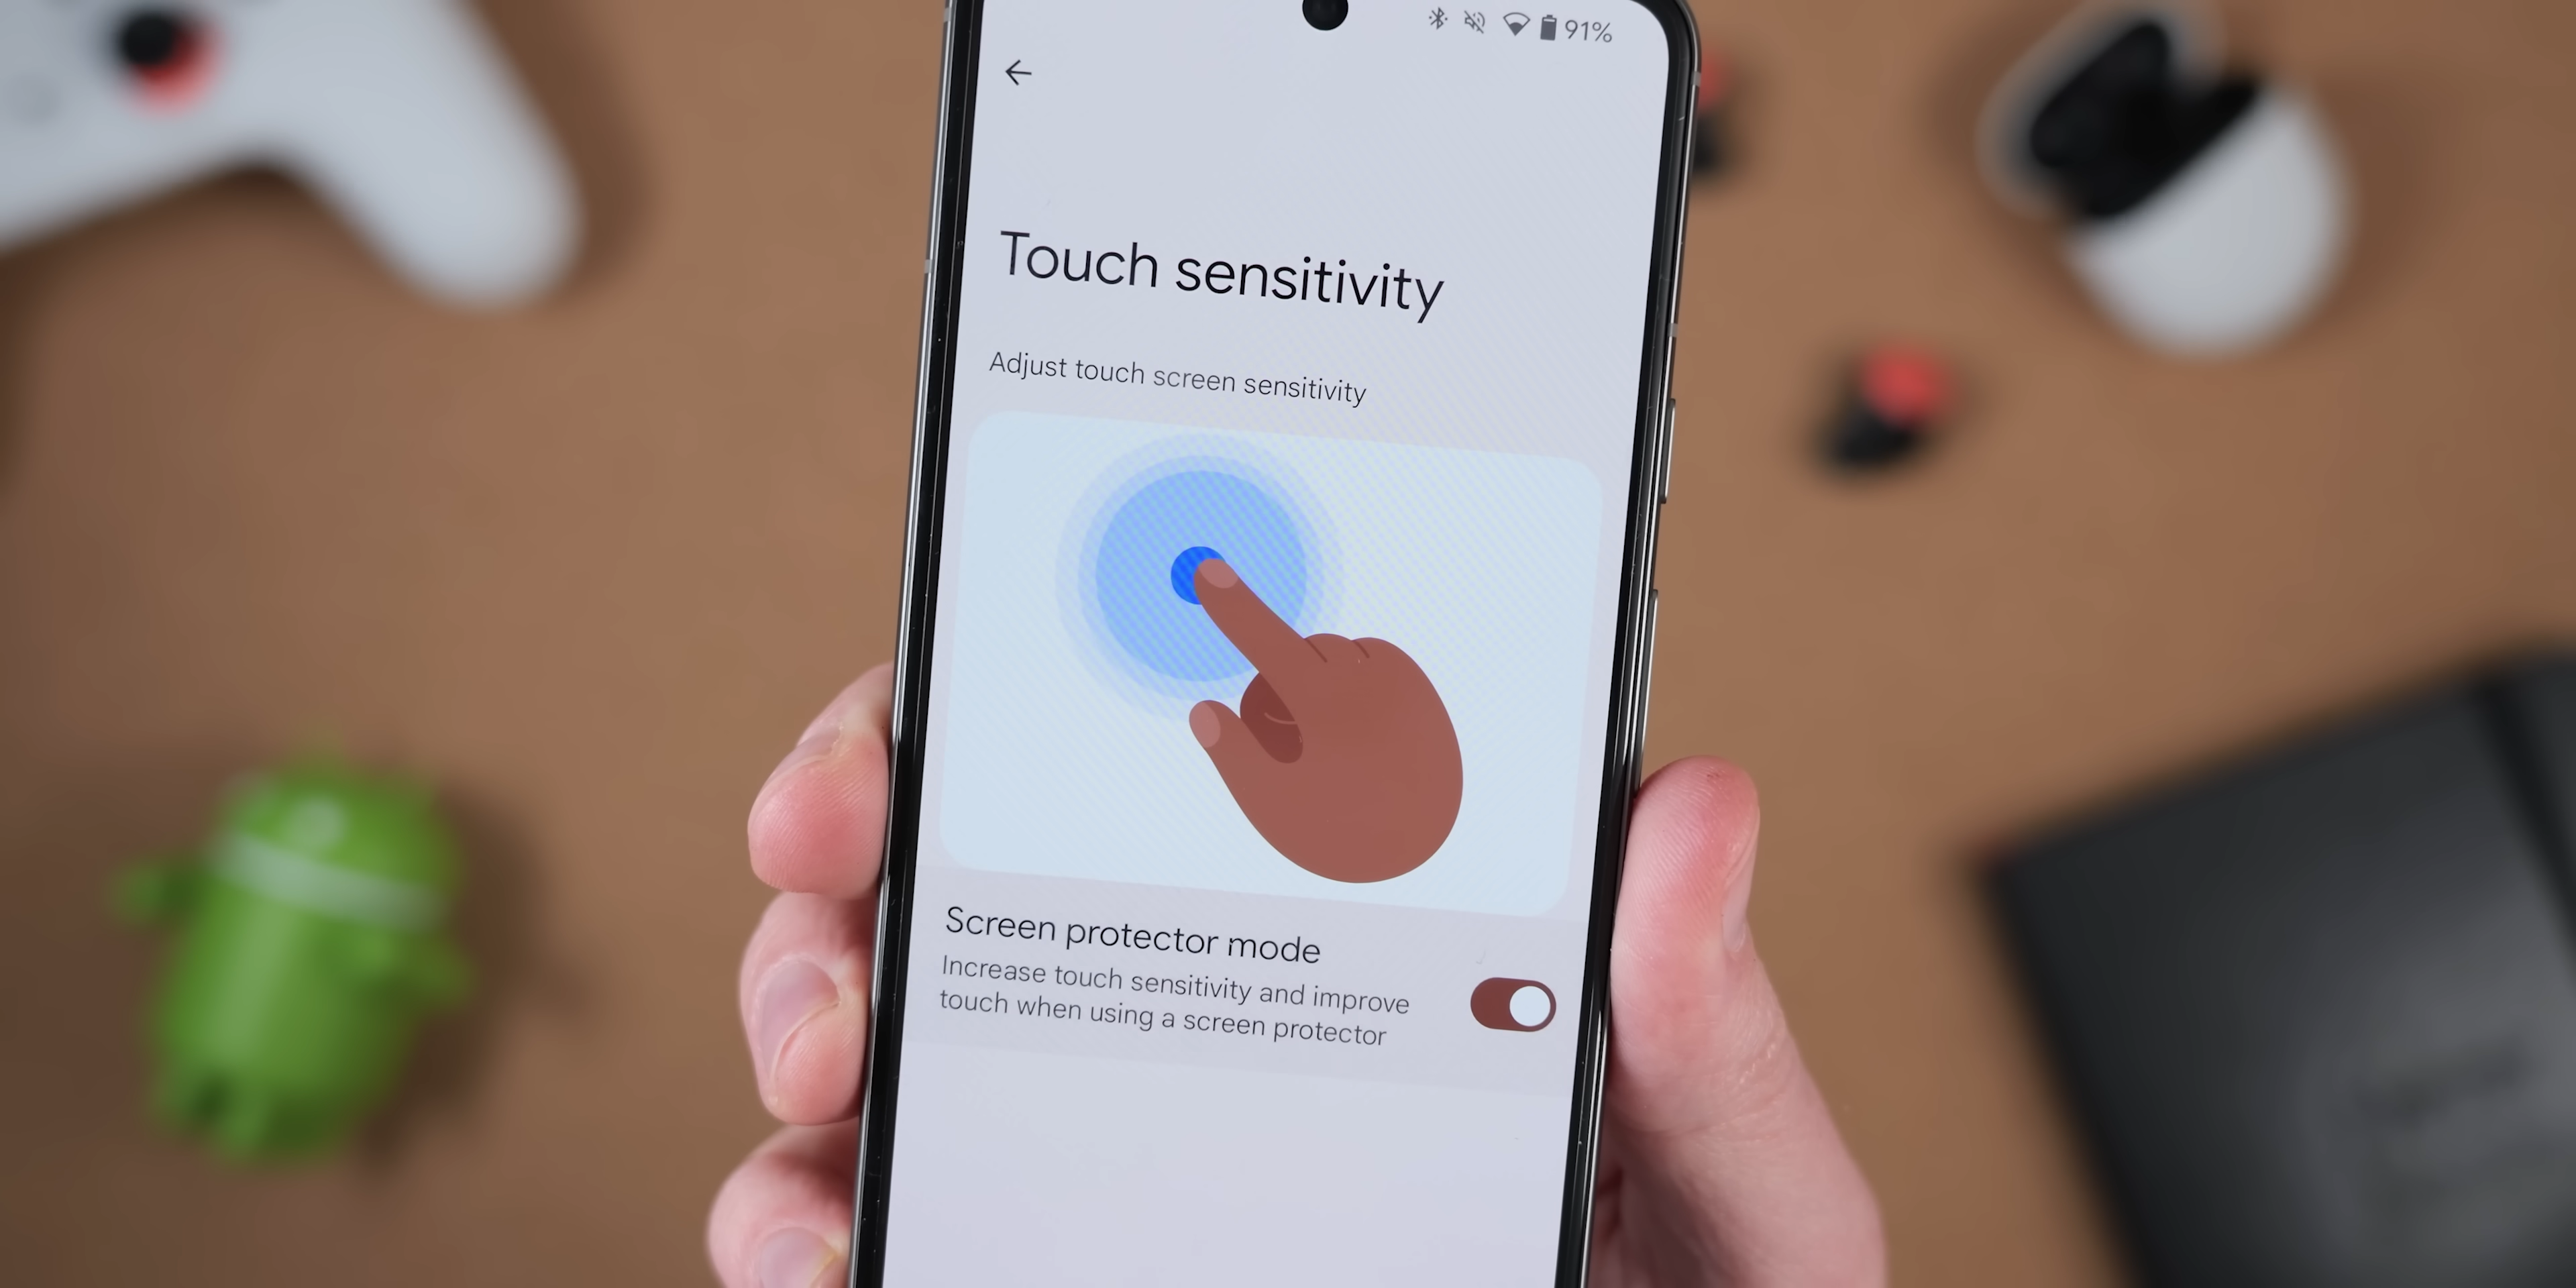 91%
Touch sensitivity
Adjust touch screen sensitivity
Screen protector mode
Increase touch sensitivity and improve
touch when using a screen protector